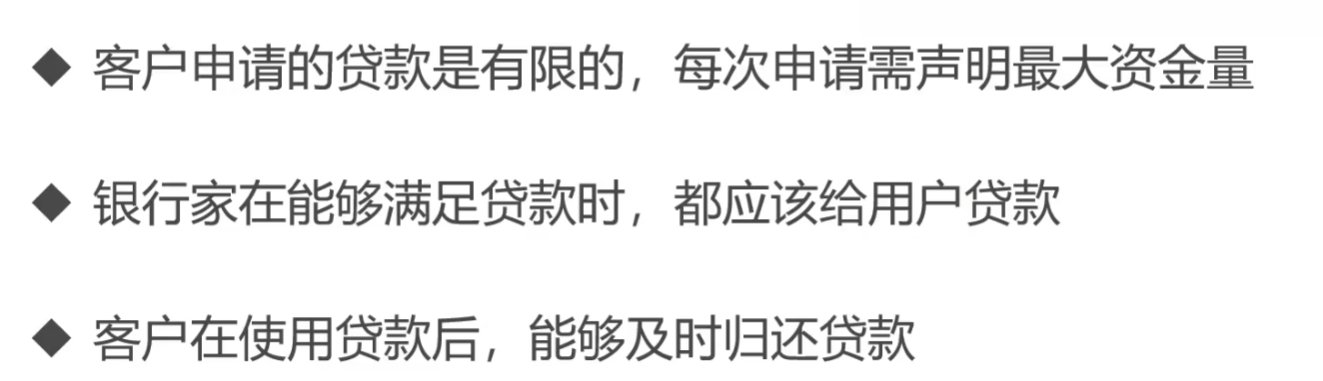 ◆ 客户申请的贷款是有限的，每次申请需声明最大资金量
◆ 银行家在能够满足贷款时，都应该给用户贷款
◆ 客户在使用贷款后，能够及时归还贷款